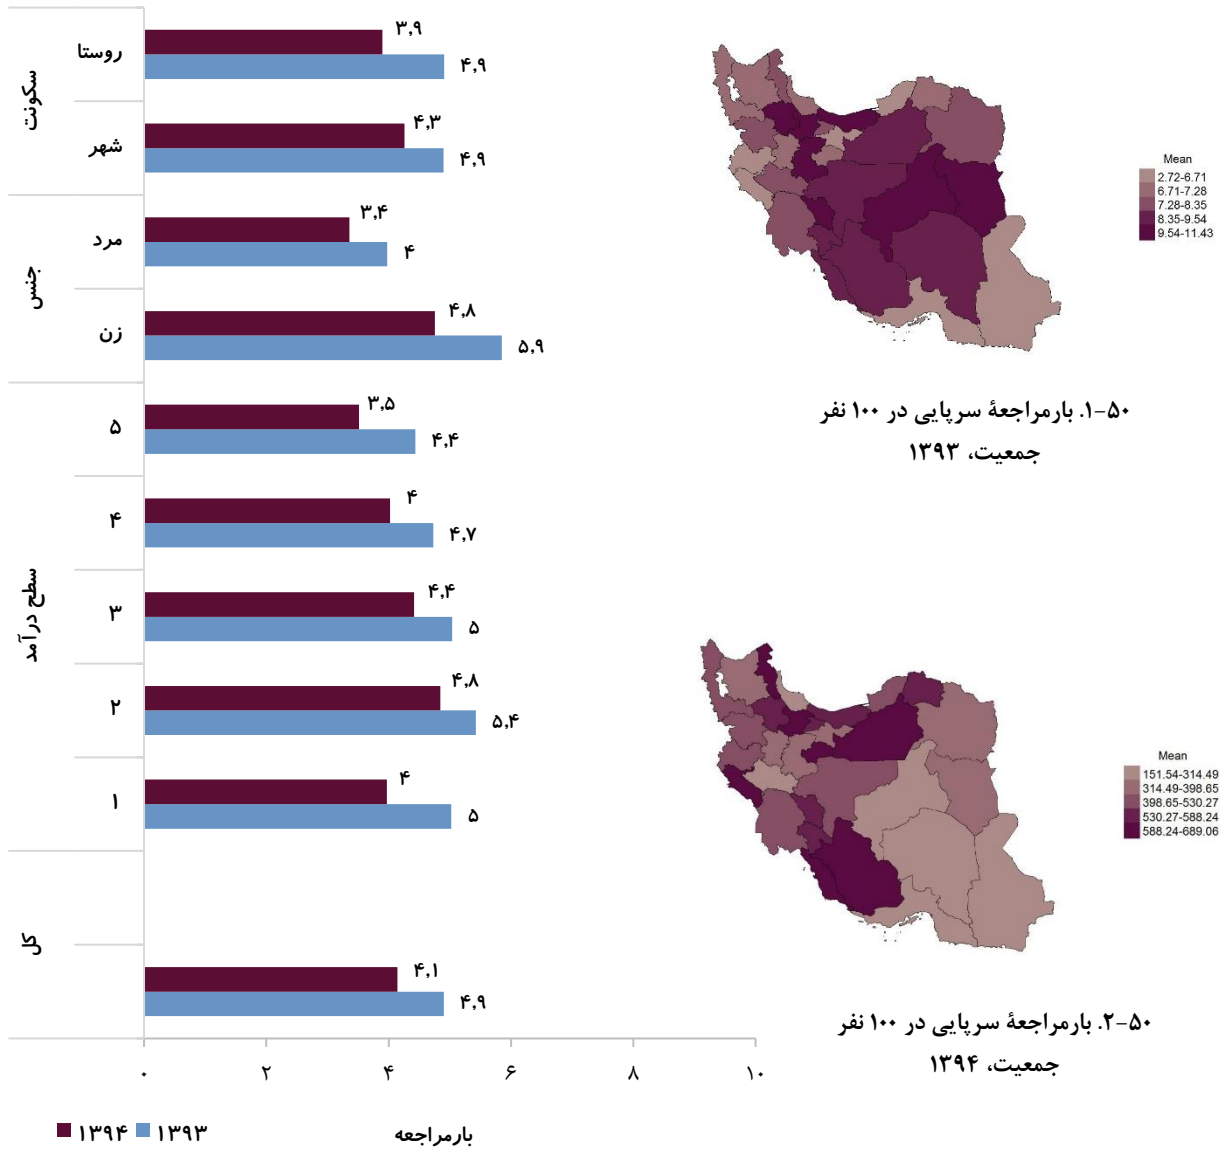 سکونت
روستا
۳,۹
۴,۹
شهر
۴,۳
۴,۹
جنس
مرد
۳,۴
۴
زن
۴,۸
۵,۹
سطح درآمد
۵
۳,۵
۴,۴
۴
۴
۴,۷
۳
۴,۴
۵
۲
۴,۸
۵,۴
۱
۴
۵
کل
۴,۱
۴,۹
۰ ۲ ۴ ۶ ۸ ۱۰
بارمراجعه
۱۳۹۳ ۱۳۹۴
Mean
2.72-6.71
6.71-7.28
7.28-8.35
8.35-9.54
9.54-11.43
۵۰-۱. بارمراجعهٔ سرپایی در ۱۰۰ نفر
جمعیت، ۱۳۹۳
Mean
151.54-314.49
314.49-398.65
398.65-530.27
530.27-588.24
588.24-689.06
۵۰-۲. بارمراجعهٔ سرپایی در ۱۰۰ نفر
جمعیت، ۱۳۹۴